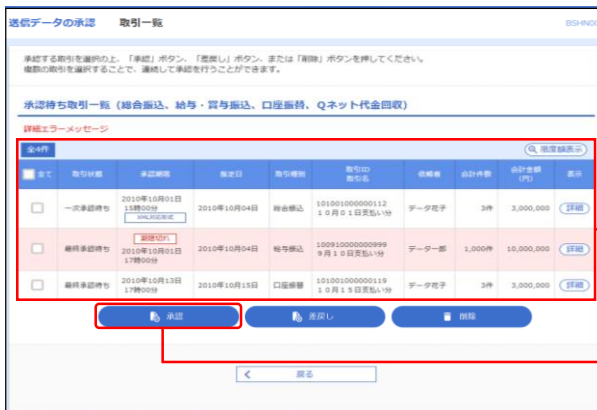 送信データの承認　取引一覧
BSHN00
承認する取引を選択の上、「承認」ボタン、「差戻し」ボタン、または「削除」ボタンを押してください。
複数の取引を選択することで、連続して承認を行うことができます。
承認待ち取引一覧（総合振込、給与・賞与振込、口座振替、Qネット代金回収）
詳細エラーメッセージ
全4件
限度額表示
全て 取引状態 承認期限 指定日 取引種別 取引ID 取引名 依頼者 合計件数 合計金額(円) 表示
一次承認待ち 2010年10月01日 15時00分 XML対応形式 2010年10月04日 総合振込 101001000000112 １０月０１日支払い分 データ花子 3件 3,000,000 詳細
最終承認待ち 期限切れ 2010年10月01日 17時00分 2010年10月04日 給与振込 100910000000999 ９月１０日支払い分 データ一郎 1,000件 10,000,000 詳細
最終承認待ち 2010年10月13日 17時00分 2010年10月15日 口座振替 101001000000119 １０月１５日支払い分 データ花子 3件 3,000,000 詳細
承認 差戻し 削除
戻る